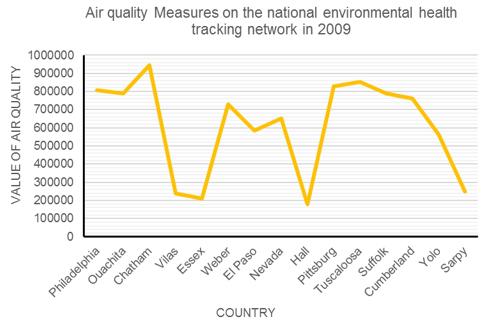 Air quality Measures on the national environmental health
tracking network in 2009
VALUE OF AIR QUALITY
1000000
900000
800000
700000
600000
500000
400000
300000
200000
100000
0
Philadelphia
Ouachita
Chatham
Vilas
Essex
Weber
El Paso
Nevada
Hall
Pittsburg
Tuscaloosa
Suffolk
Cumberland
Yolo
Sarpy
COUNTRY